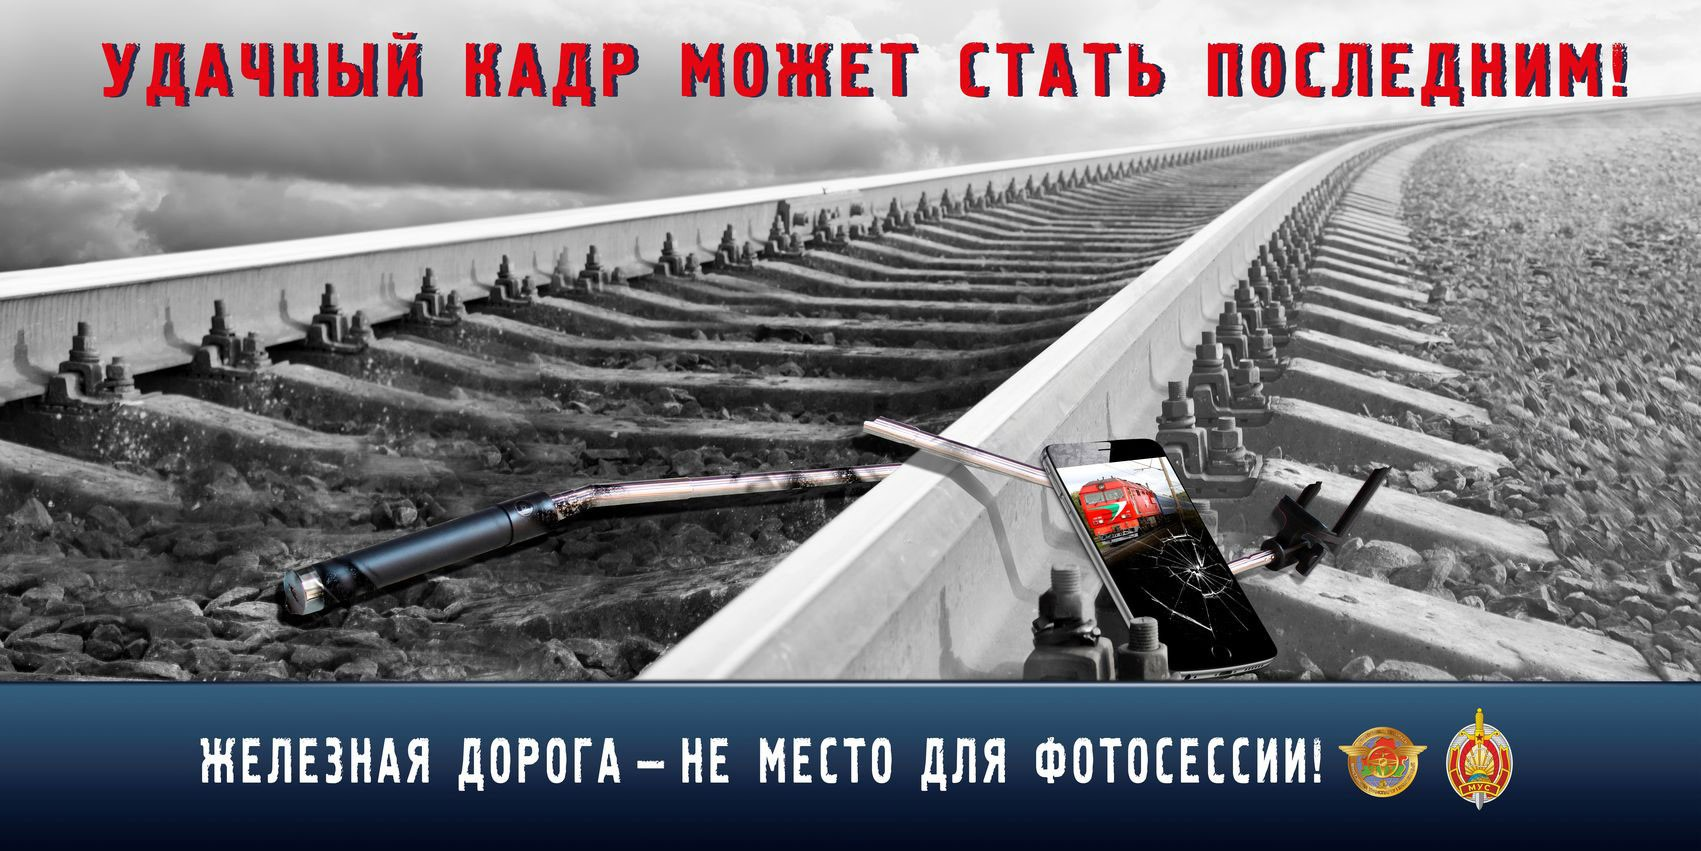 УДАЧНЫЙ КАДР МОЖЕТ СТАТЬ ПОСЛЕДНИМ!
ЖЕЛЕЗНАЯ ДОРОГА – НЕ МЕСТО ДЛЯ ФОТОСЕССИИ!
МУС